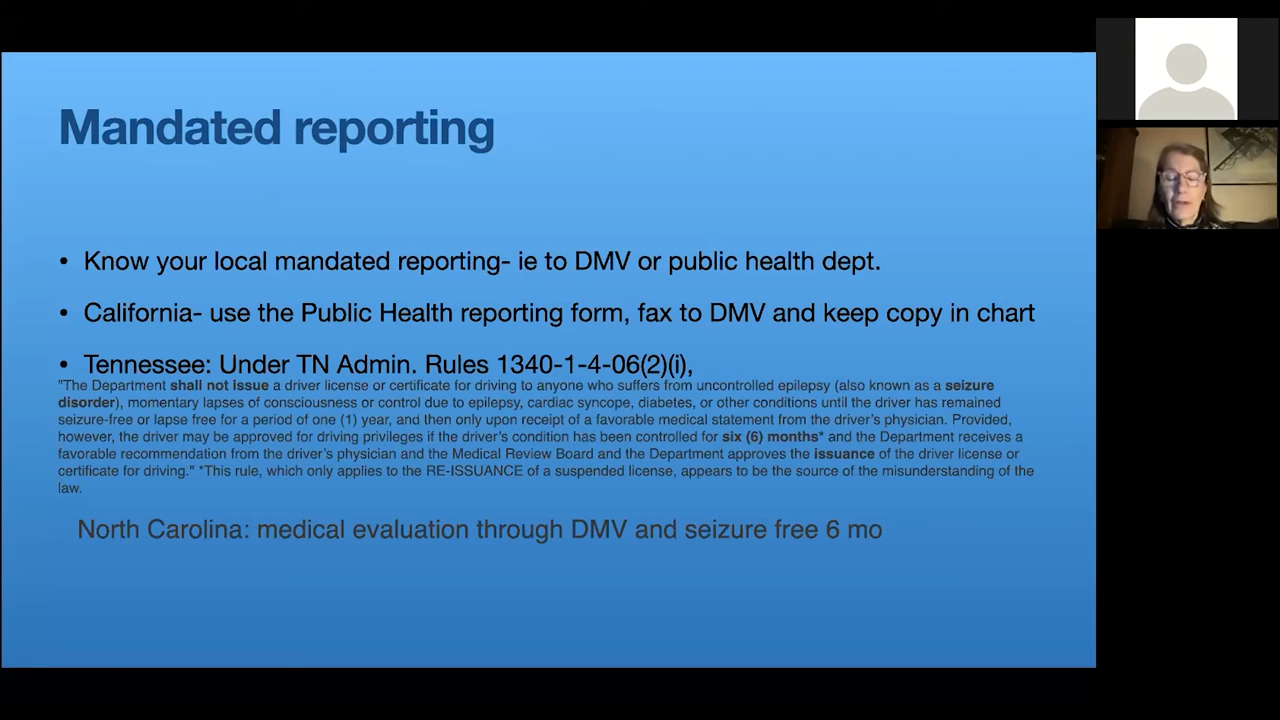 Mandated reporting
• Know your local mandated reporting- ie to DMV or public health dept.
• California- use the Public Health reporting form, fax to DMV and keep copy in chart
• Tennessee: Under TN Admin. Rules 1340-1-4-06(2)(i),
"The Department shall not issue a driver license or certificate for driving to anyone who suffers from uncontrolled epilepsy (also known as a seizure
disorder), momentary lapses of consciousness or control due to epilepsy, cardiac syncope, diabetes, or other conditions until the driver has remained
seizure-free or lapse free for a period of one (1) year, and then only upon receipt of a favorable medical statement from the driver's physician. Provided,
however, the driver may be approved for driving privileges if the driver's condition has been controlled for six (6) months* and the Department receives a
favorable recommendation from the driver's physician and the Medical Review Board and the Department approves the issuance of the driver license or
certificate for driving." *This rule, which only applies to the RE-ISSUANCE of a suspended license, appears to be the source of the misunderstanding of the
law.
North Carolina: medical evaluation through DMV and seizure free 6 mo